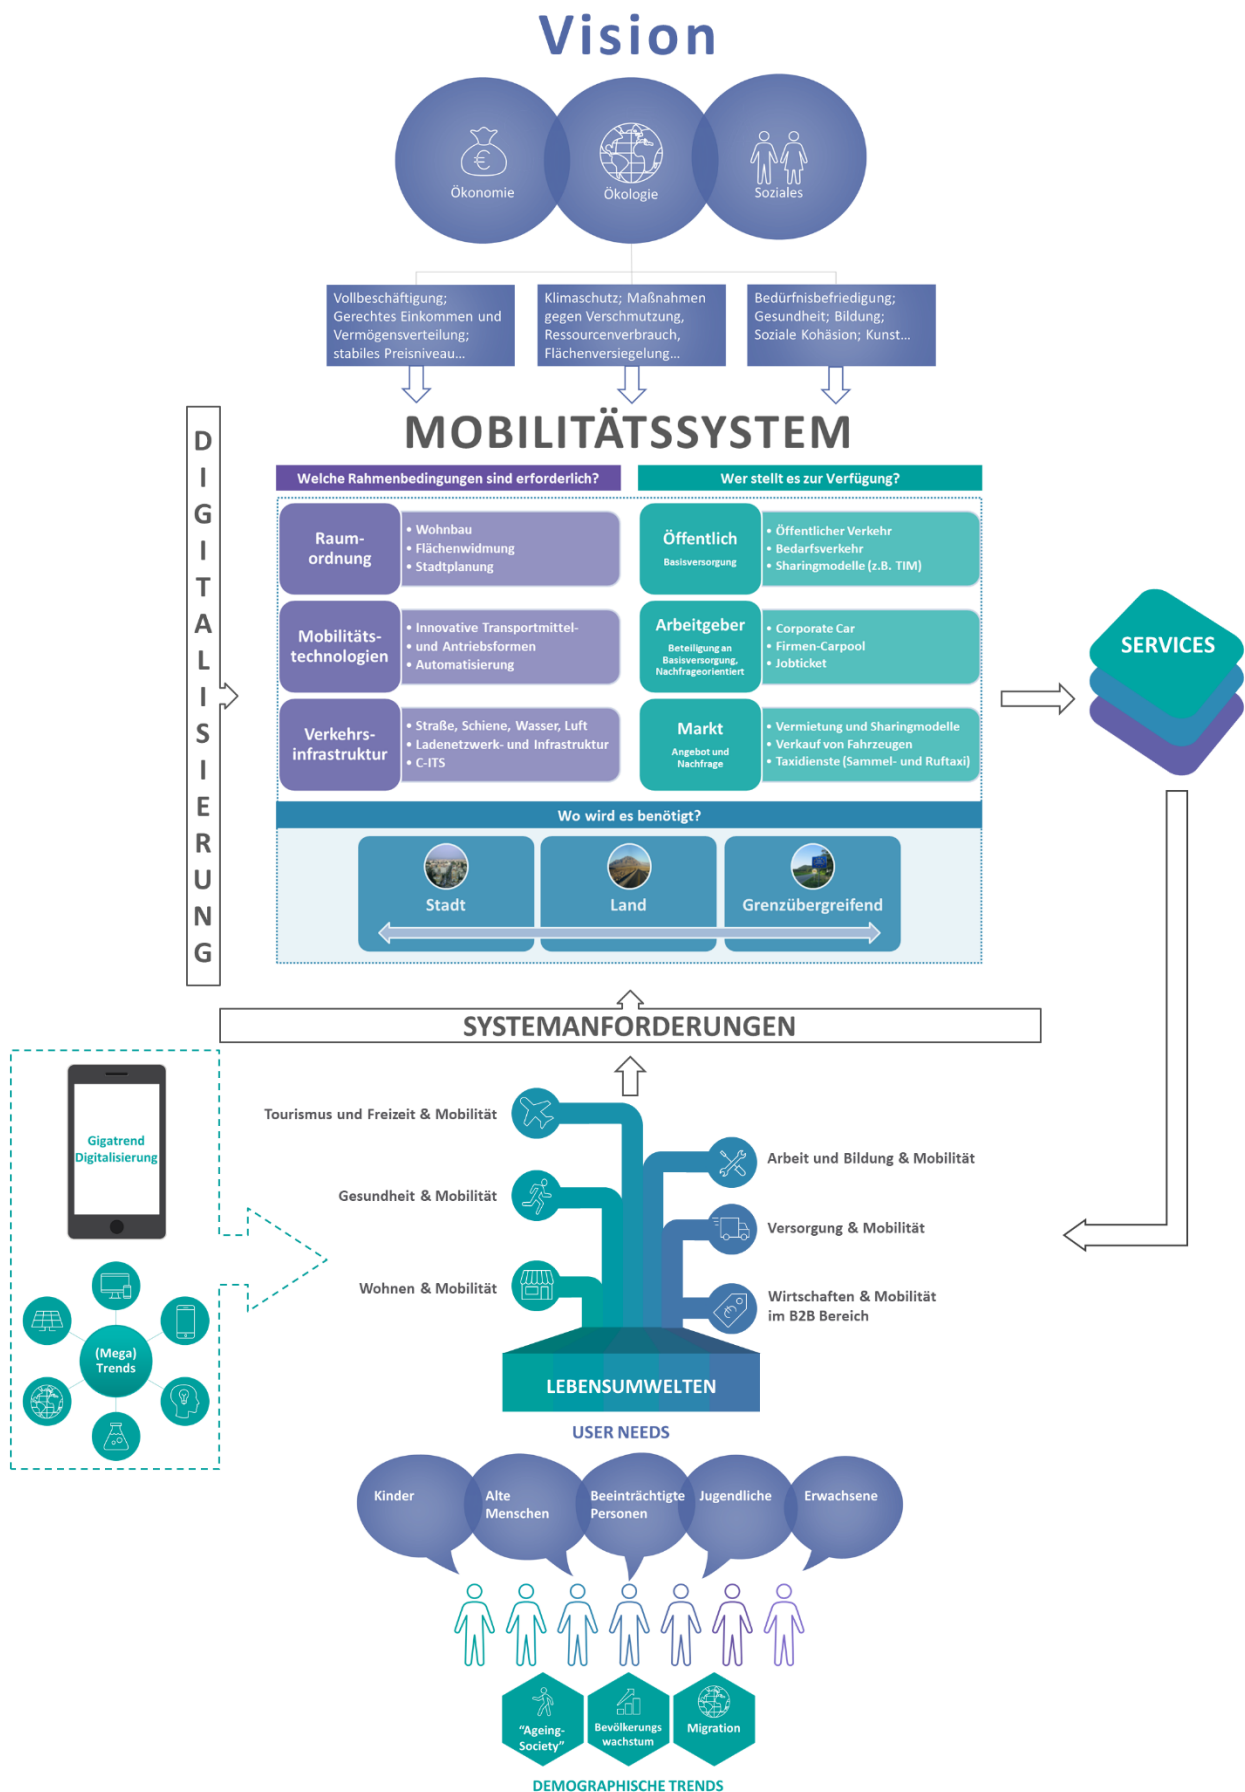 Vision
Ökonomie
Ökologie
Soziales
Vollbeschäftigung;
Gerechtes Einkommen und
Vermögensverteilung;
stabiles Preisniveau...
Klimaschutz; Maßnahmen
gegen Verschmutzung,
Ressourcenverbrauch,
Flächenversiegelung...
Bedürfnisbefriedigung;
Gesundheit; Bildung;
Soziale Kohäsion; Kunst...
DIGITALISIERUNG
MOBILITÄTSSYSTEM
Welche Rahmenbedingungen sind erforderlich?
Raum-
ordnung
• Wohnbau
• Flächenwidmung
• Stadtplanung
Mobilitäts-
technologien
• Innovative Transportmittel-
• und Antriebsformen
• Automatisierung
Verkehrs-
infrastruktur
• Straße, Schiene, Wasser, Luft
• Ladenetzwerk- und Infrastruktur
• C-ITS
Wer stellt es zur Verfügung?
Öffentlich
Basisversorgung
• Öffentlicher Verkehr
• Bedarfsverkehr
• Sharingmodelle (z.B. TIM)
Arbeitgeber
Beteiligung an
Basisversorgung,
Nachfrageorientiert
• Corporate Car
• Firmen-Carpool
• Jobticket
Markt
Angebot und
Nachfrage
• Vermietung und Sharingmodelle
• Verkauf von Fahrzeugen
• Taxidienste (Sammel- und Ruftaxi)
Wo wird es benötigt?
Stadt
Land
Grenzübergreifend
SERVICES
SYSTEMANFORDERUNGEN
Gigatrend
Digitalisierung
(Mega)
Trends
Tourismus und Freizeit & Mobilität
Gesundheit & Mobilität
Wohnen & Mobilität
Arbeit und Bildung & Mobilität
Versorgung & Mobilität
Wirtschaften & Mobilität
im B2B Bereich
LEBENSUMWELTEN
USER NEEDS
Kinder
Alte
Menschen
Beeinträchtigte
Personen
Jugendliche
Erwachsene
"Ageing-
Society"
Bevölkerungs
wachstum
Migration
DEMOGRAPHISCHE TRENDS